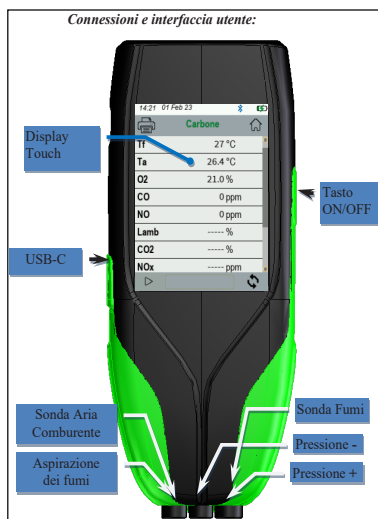 Connessioni e interfaccia utente:
14:21 01 Feb 23
Carbone
Tf 27 °C
Ta 26.4 °C
O2 21.0 %
CO 0 ppm
NO 0 ppm
Lamb ----- %
CO2 ----- %
NOx ----- ppm
Display
Touch
Tasto
ON/OFF
USB-C
Sonda Aria
Comburente
Aspirazione
dei fumi
Sonda Fumi
Pressione -
Pressione +